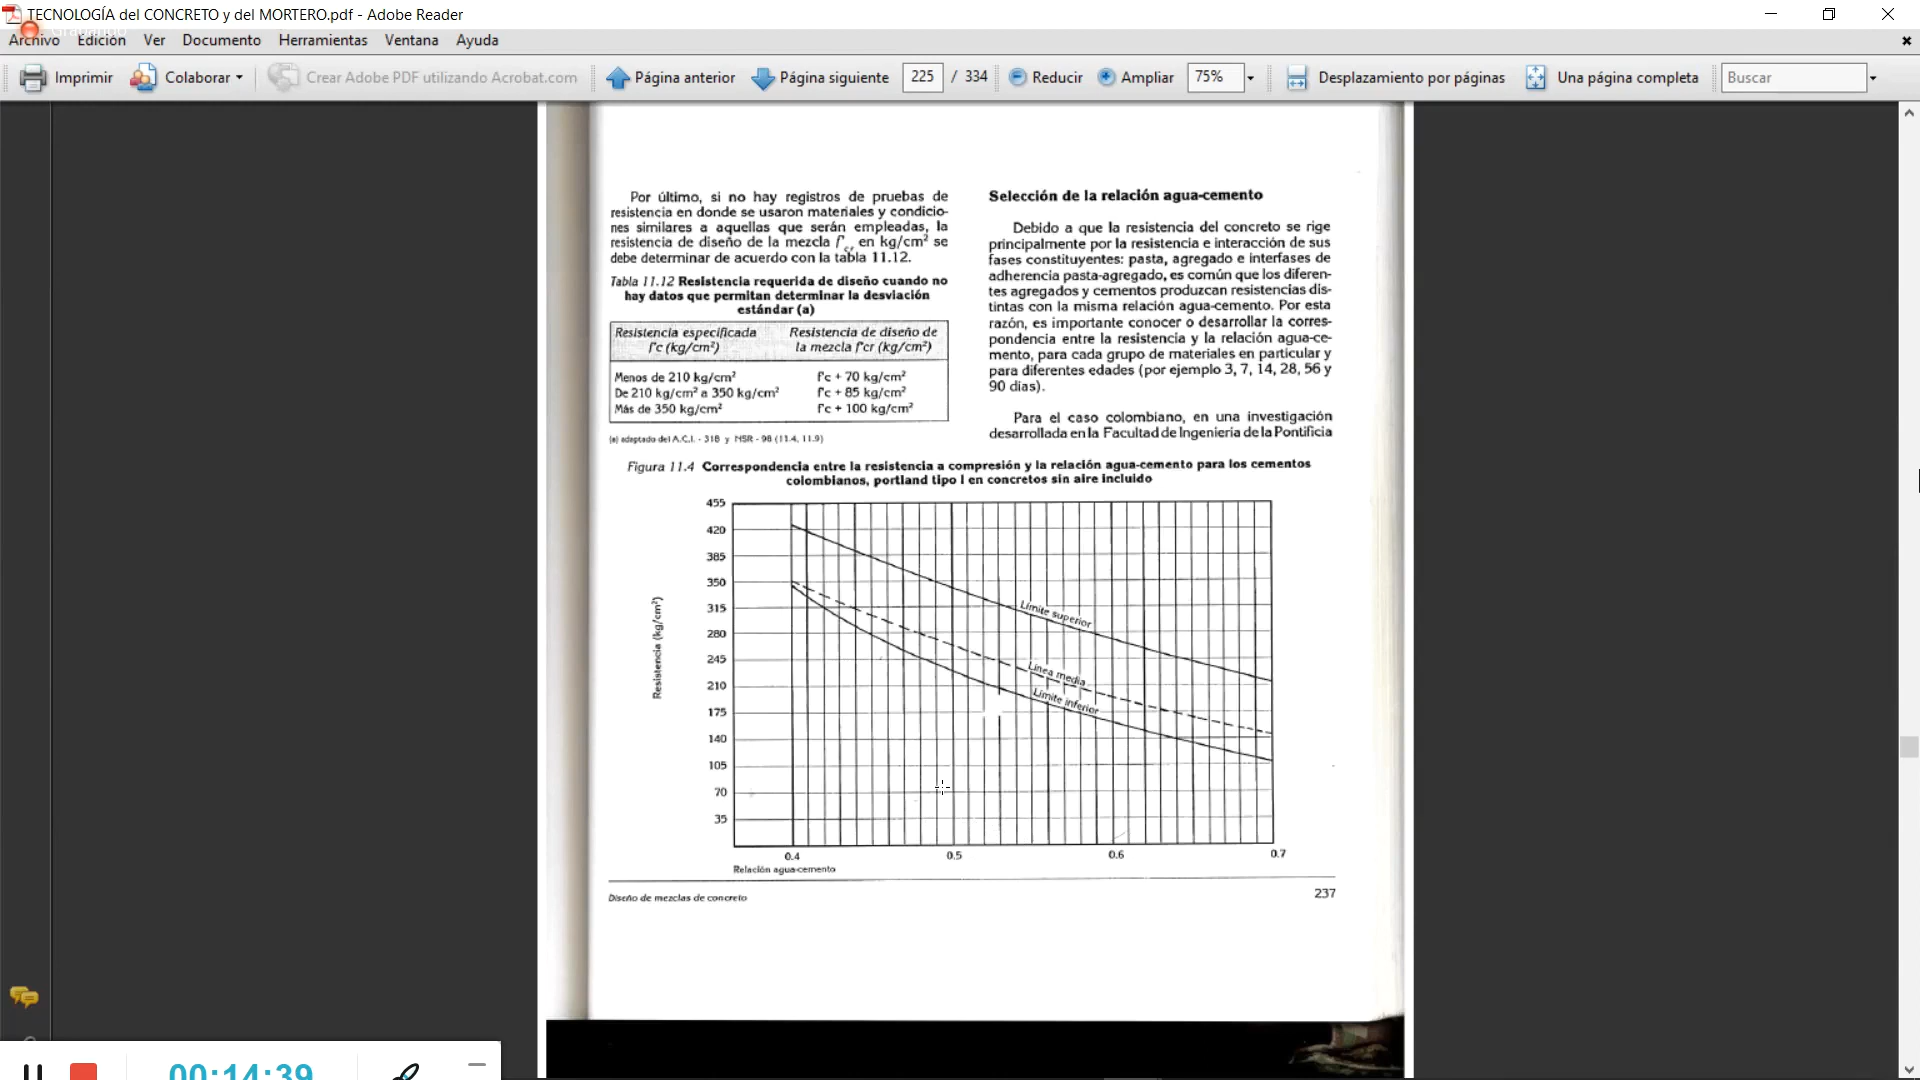 TECNOLOGÍA del CONCRETO y del MORTERO.pdf - Adobe Reader
Grabando
Archivo Edición Ver Documento Herramientas Ventana Ayuda
Imprimir Colaborar Crear Adobe PDF utilizando Acrobat.com Página anterior Página siguiente 225 / 334 Reducir Ampliar 75% Desplazamiento por páginas Una página completa Buscar
Por último, si no hay registros de pruebas de
resistencia en donde se usaron materiales y condicio-
nes similares a aquellas que serán empleadas, la
resistencia de diseño de la mezcla f'cr en kg/cm² se
debe determinar de acuerdo con la tabla 11.12.
Tabla 11.12 Resistencia requerida de diseño cuando no
hay datos que permitan determinar la desviación
estándar (a)
Resistencia especificada Resistencia de diseño de
f'c (kg/cm²) la mezcla f'cr (kg/cm²)
Menos de 210 kg/cm² f'c + 70 kg/cm²
De 210 kg/cm² a 350 kg/cm² f'c + 85 kg/cm²
Más de 350 kg/cm² f'c + 100 kg/cm²
(a) adaptado del A.C.I. - 318 y NSR - 98 (11.4, 11.9)
Selección de la relación agua-cemento
Debido a que la resistencia del concreto se rige
principalmente por la resistencia e interacción de sus
fases constituyentes: pasta, agregado e interfases de
adherencia pasta-agregado, es común que los diferen-
tes agregados y cementos produzcan resistencias dis-
tintas con la misma relación agua-cemento. Por esta
razón, es importante conocer o desarrollar la corres-
pondencia entre la resistencia y la relación agua-ce-
mento, para cada grupo de materiales en particular y
para diferentes edades (por ejemplo 3, 7, 14, 28, 56 y
90 días).
Para el caso colombiano, en una investigación
desarrollada en la Facultad de Ingeniería de la Pontificia
Figura 11.4 Correspondencia entre la resistencia a compresión y la relación agua-cemento para los cementos
colombianos, portland tipo I en concretos sin aire incluido
455
420
385
350
315
280
245
210
175
140
105
70
35
Resistencia (kg/cm²)
Límite superior
Línea media
Límite inferior
0.4 0.5 0.6 0.7
Relación agua-cemento
Diseño de mezclas de concreto 237
00:14:39